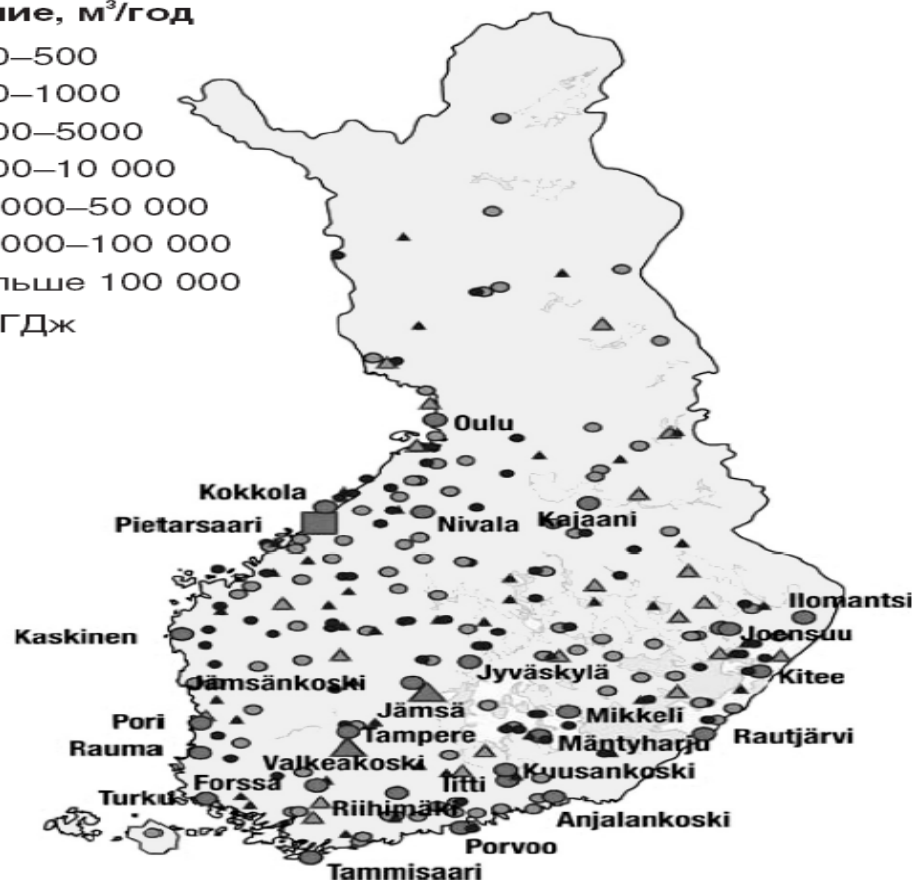 ние, м³/год
0–500
0–1000
00–5000
00–10 000
000–50 000
000–100 000
льше 100 000
ГДж
Oulu
Kokkola
Pietarsaari
Nivala
Kajaani
Ilomantsi
Kaskinen
Joensuu
Jyväskylä
Kitee
Jämsänkoski
Jämsä
Mikkeli
Pori
Tampere
Rautjärvi
Rauma
Mäntyharju
Valkeakoski
Kuusankoski
Forssa
Iitti
Turku
Riihimäki
Anjalankoski
Porvoo
Tammisaari